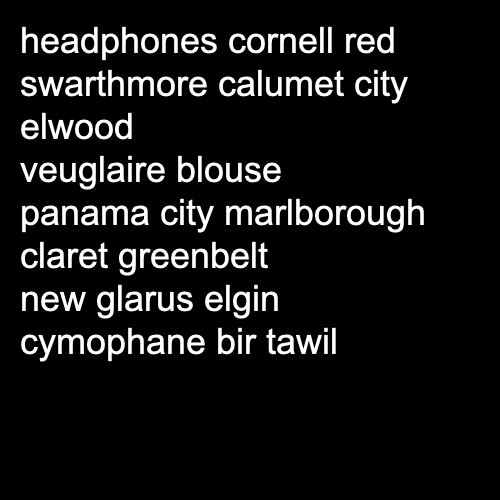 headphones cornell red
swarthmore calumet city
elwood
veuglaire blouse
panama city marlborough
claret greenbelt
new glarus elgin
cymophane bir tawil